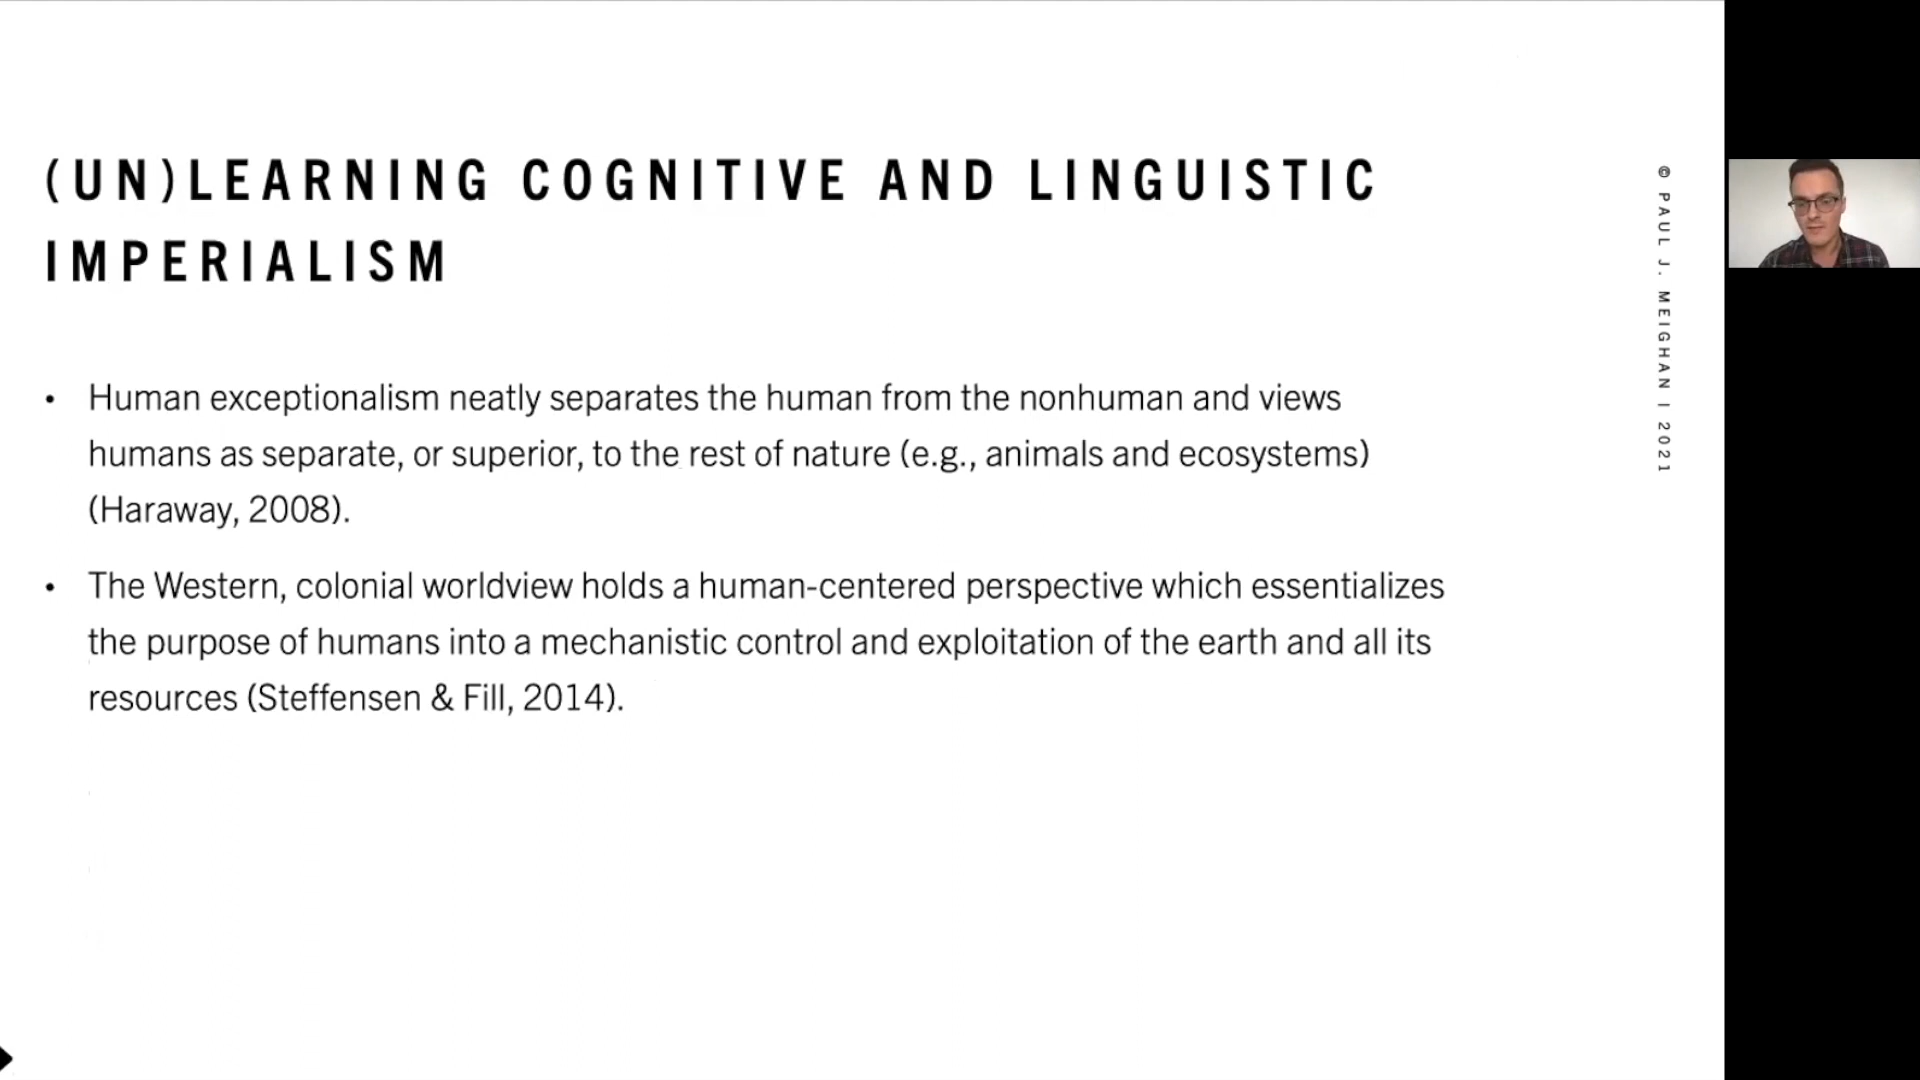 (UN)LEARNING COGNITIVE AND LINGUISTIC
IMPERIALISM
• Human exceptionalism neatly separates the human from the nonhuman and views
humans as separate, or superior, to the rest of nature (e.g., animals and ecosystems)
(Haraway, 2008).
• The Western, colonial worldview holds a human-centered perspective which essentializes
the purpose of humans into a mechanistic control and exploitation of the earth and all its
resources (Steffensen & Fill, 2014).
© PAUL J. MEIGHAN | 2021